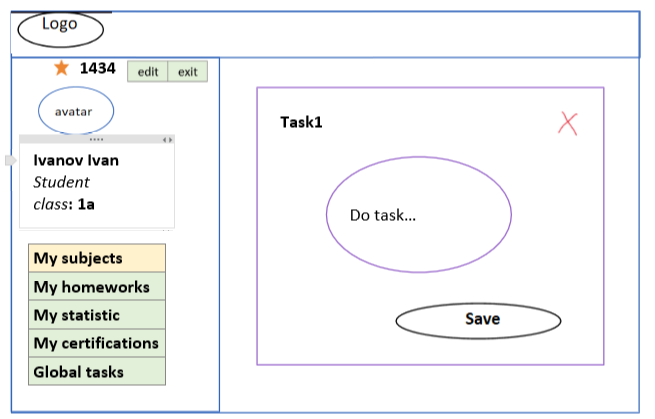 Logo
1434
edit exit
avatar
Ivanov Ivan
Student
class: 1a
My subjects
My homeworks
My statistic
My certifications
Global tasks
Task1
Do task...
Save